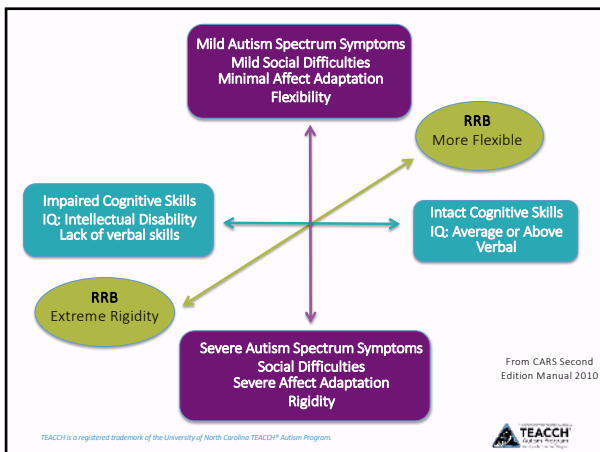 Mild Autism Spectrum Symptoms
Mild Social Difficulties
Minimal Affect Adaptation
Flexibility
RRB
More Flexible
Impaired Cognitive Skills
IQ: Intellectual Disability
Lack of verbal skills
Intact Cognitive Skills
IQ: Average or Above
Verbal
RRB
Extreme Rigidity
Severe Autism Spectrum Symptoms
Social Difficulties
Severe Affect Adaptation
Rigidity
From CARS Second
Edition Manual 2010
TEACCH is a registered trademark of the University of North Carolina TEACCH® Autism Program.
TEACCH
Autism Program